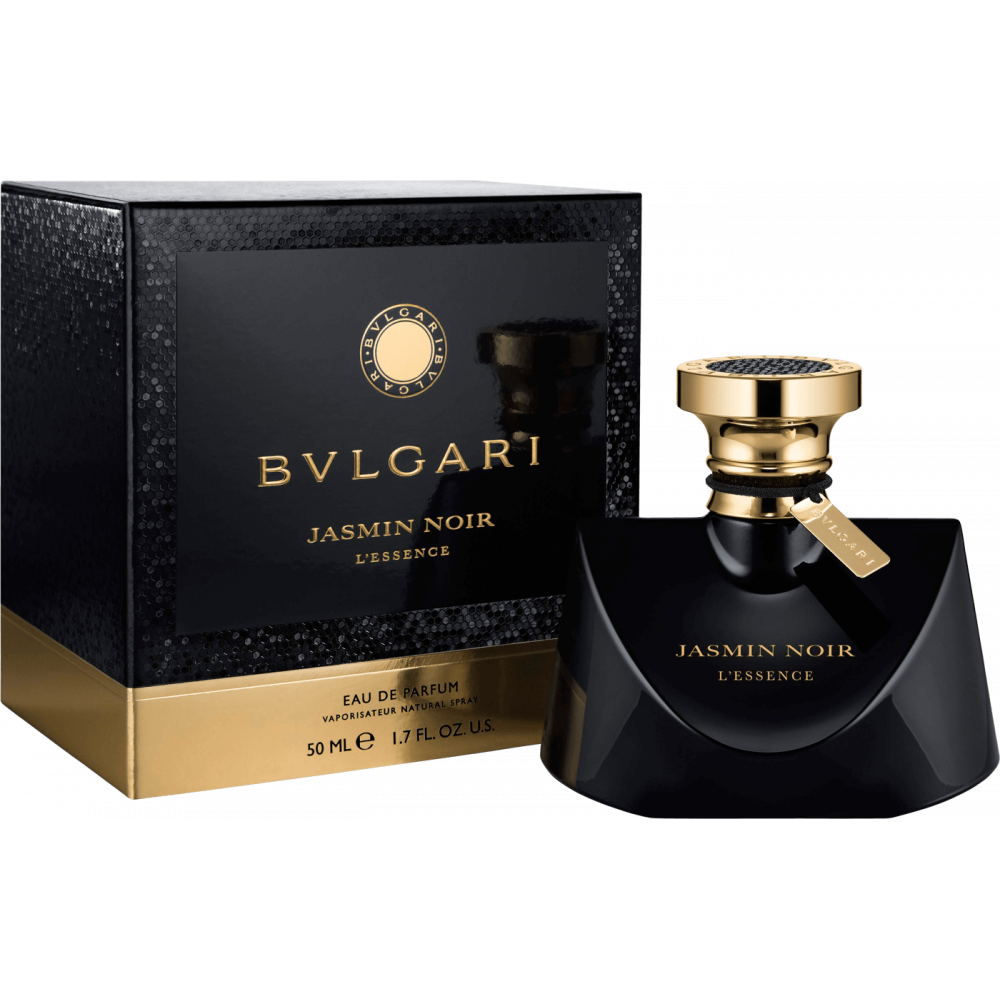 BVLGARI · BVLGARI ·
BVLGARI
JASMIN NOIR
L'ESSENCE
EAU DE PARFUM
VAPORISATEUR NATURAL SPRAY
50 ML ℮ 1.7 FL. OZ. U.S.
BVLGARI
JASMIN NOIR
L'ESSENCE